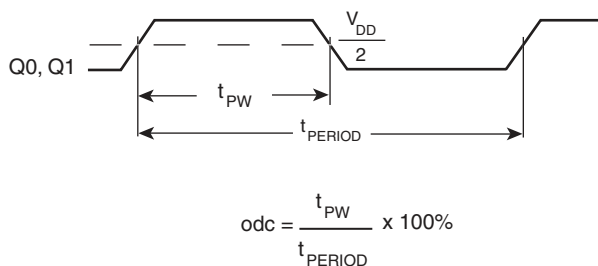 V_DD
2
Q0, Q1
t_PW
t_PERIOD
odc = t_PW / t_PERIOD x 100%